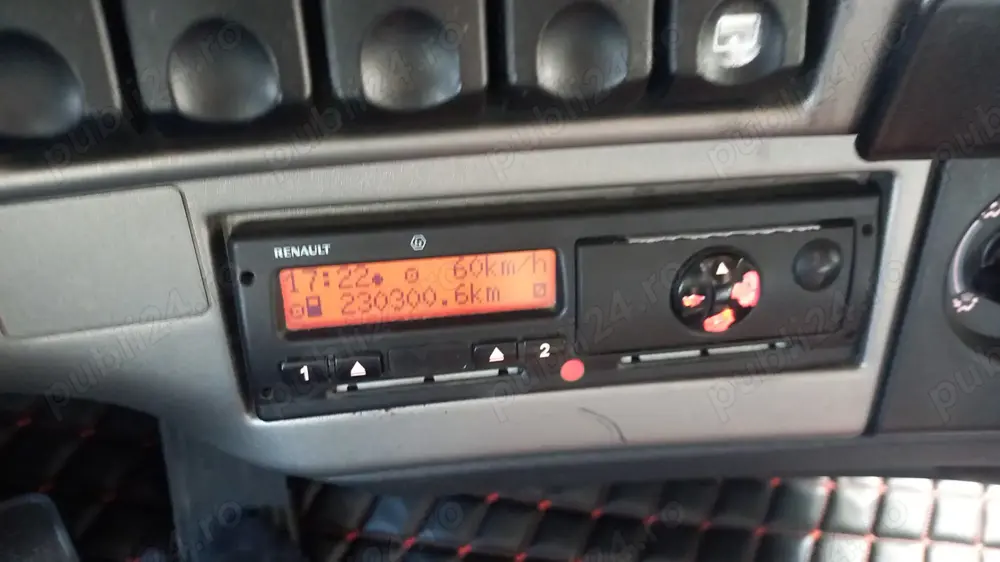 RENAULT
17:22 60km/h
230300.6km
1 2
publi24.ro